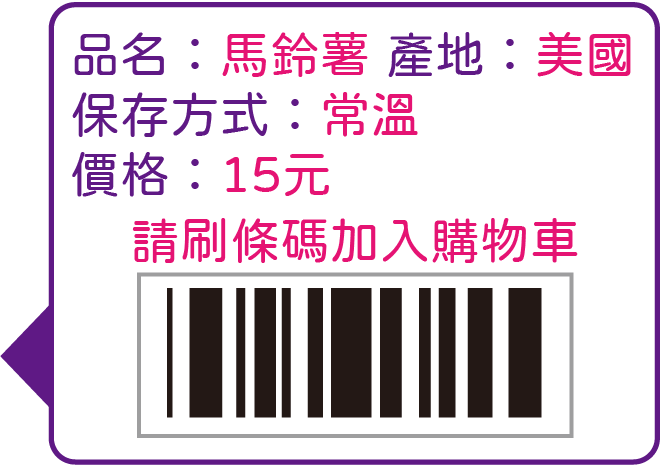 品名：馬鈴薯 產地：美國
保存方式：常溫
價格：15元
請刷條碼加入購物車